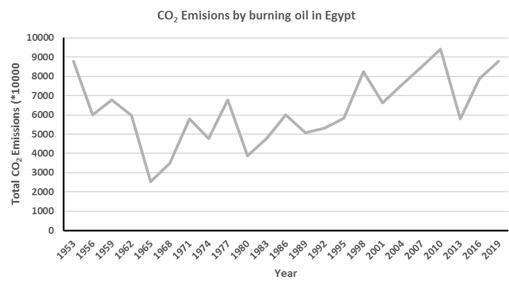 CO₂ Emisions by burning oil in Egypt
Total CO₂ Emissions (*10000
10000
9000
8000
7000
6000
5000
4000
3000
2000
1000
0
1953 1956 1959 1962 1965 1968 1971 1974 1977 1980 1983 1986 1989 1992 1995 1998 2001 2004 2007 2010 2013 2016 2019
Year